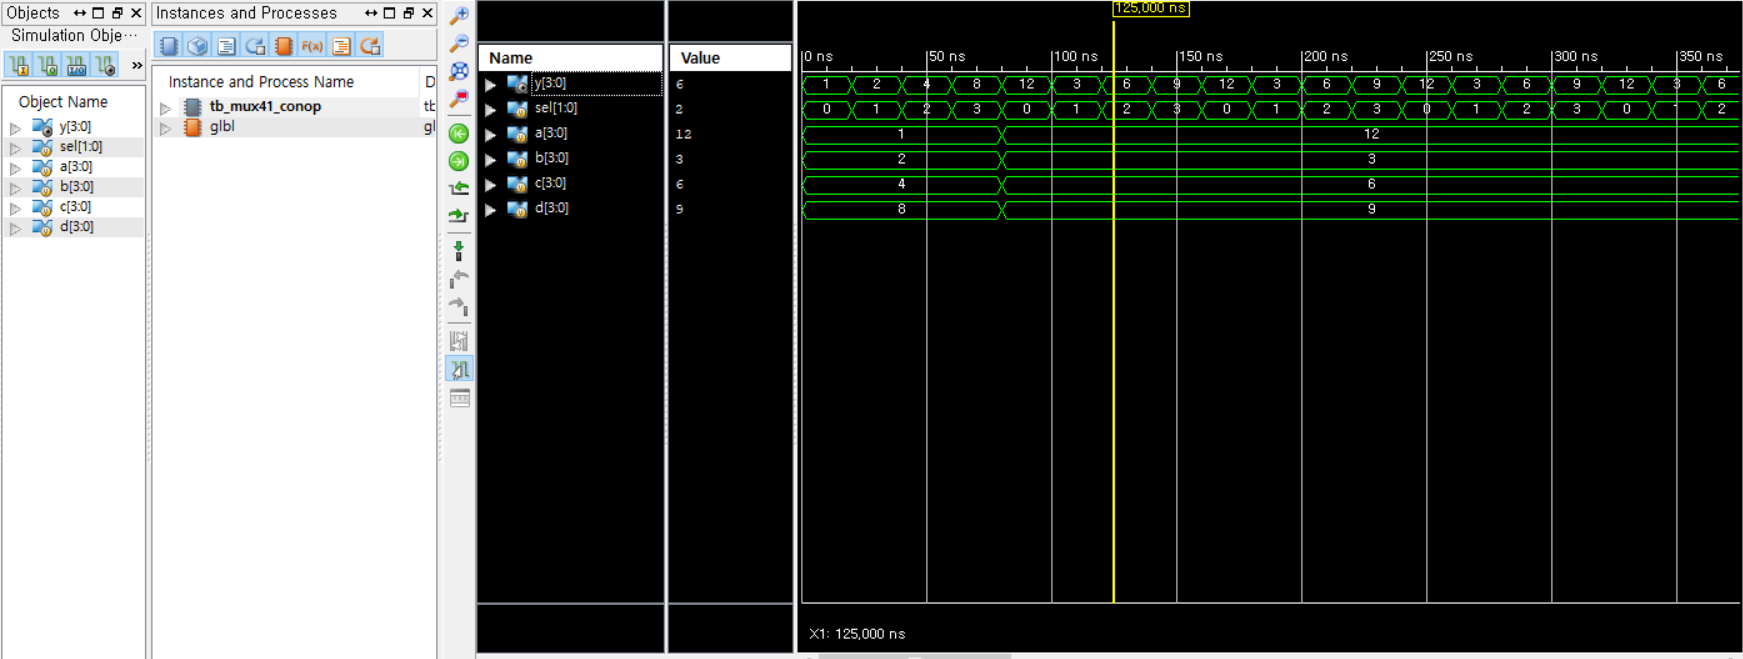 Objects
Simulation Obje···
Object Name
y[3:0]
sel[1:0]
a[3:0]
b[3:0]
c[3:0]
d[3:0]
Instances and Processes
F(x)
Instance and Process Name D
tb_mux41_conop tb
glbl gl
Name Value
y[3:0] 6
sel[1:0] 2
a[3:0] 12
b[3:0] 3
c[3:0] 6
d[3:0] 9
125,000 ns
0 ns 50 ns 100 ns 150 ns 200 ns 250 ns 300 ns 350 ns
1 2 4 8 12 3 6 9 12 3 6 9 12 3 6 9 12 3 6
0 1 2 3 0 1 2 3 0 1 2 3 0 1 2 3 0 1 2
1 12
2 3
4 6
8 9
X1: 125,000 ns